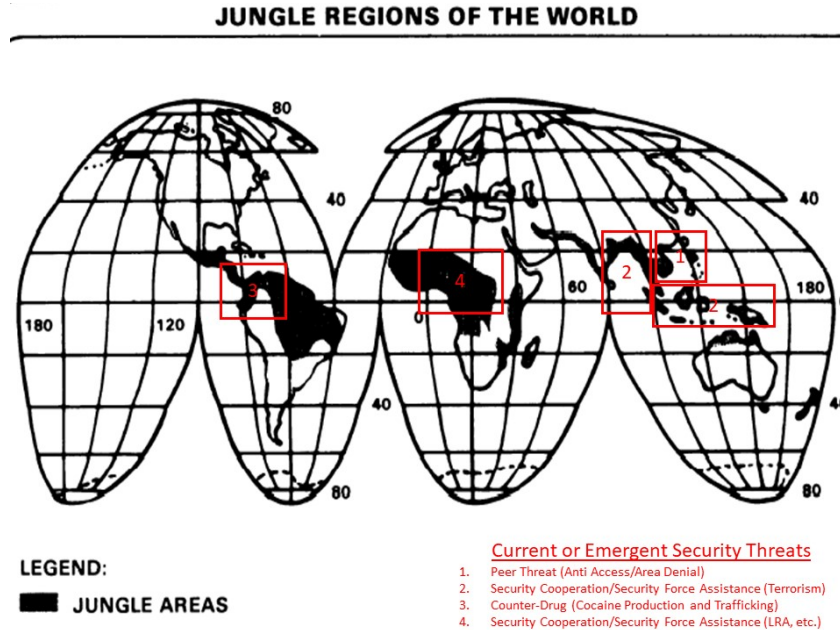 JUNGLE REGIONS OF THE WORLD
80
40
40
1
2
3
4
60
2
180
180
120
0
40
4
80
80
Current or Emergent Security Threats
1. Peer Threat (Anti Access/Area Denial)
2. Security Cooperation/Security Force Assistance (Terrorism)
3. Counter-Drug (Cocaine Production and Trafficking)
4. Security Cooperation/Security Force Assistance (LRA, etc.)
LEGEND:
JUNGLE AREAS